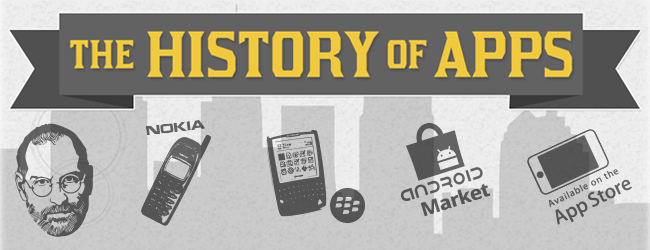 THE HISTORY OF APPS
NOKIA
ANDROID
Market
Available on the
App Store